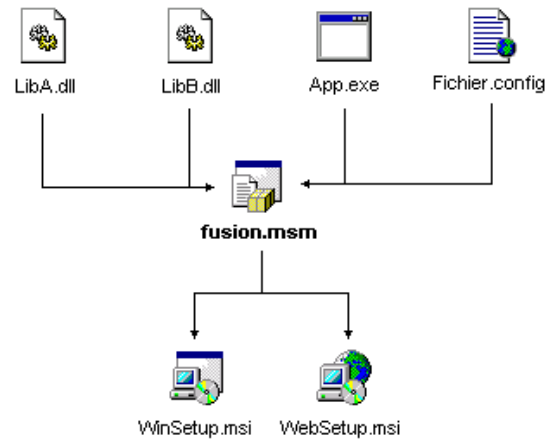 LibA.dll
LibB.dll
App.exe
Fichier.config
fusion.msm
WinSetup.msi
WebSetup.msi